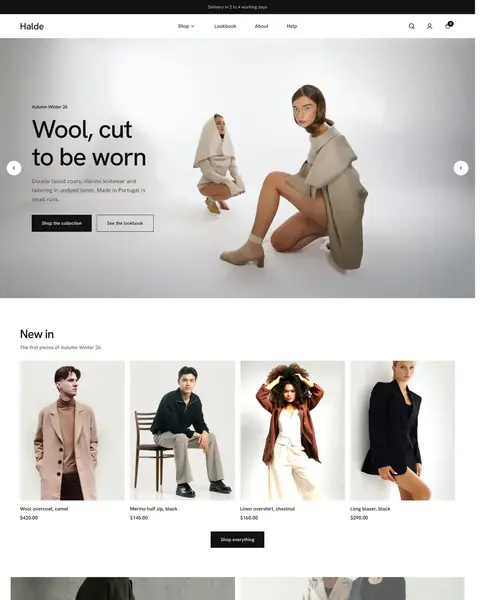 Delivery in 2 to 4 working days
Halde
Shop
Lookbook
About
Help
0
Autumn Winter 26
Wool, cut
to be worn
Double faced coats, merino knitwear and
tailoring in undyed tones. Made in Portugal in
small runs.
Shop the collection
See the lookbook
New in
The first pieces of Autumn Winter 26.
Wool overcoat, camel
$420.00
Merino half zip, black
$145.00
Linen overshirt, chestnut
$160.00
Long blazer, black
$290.00
Shop everything